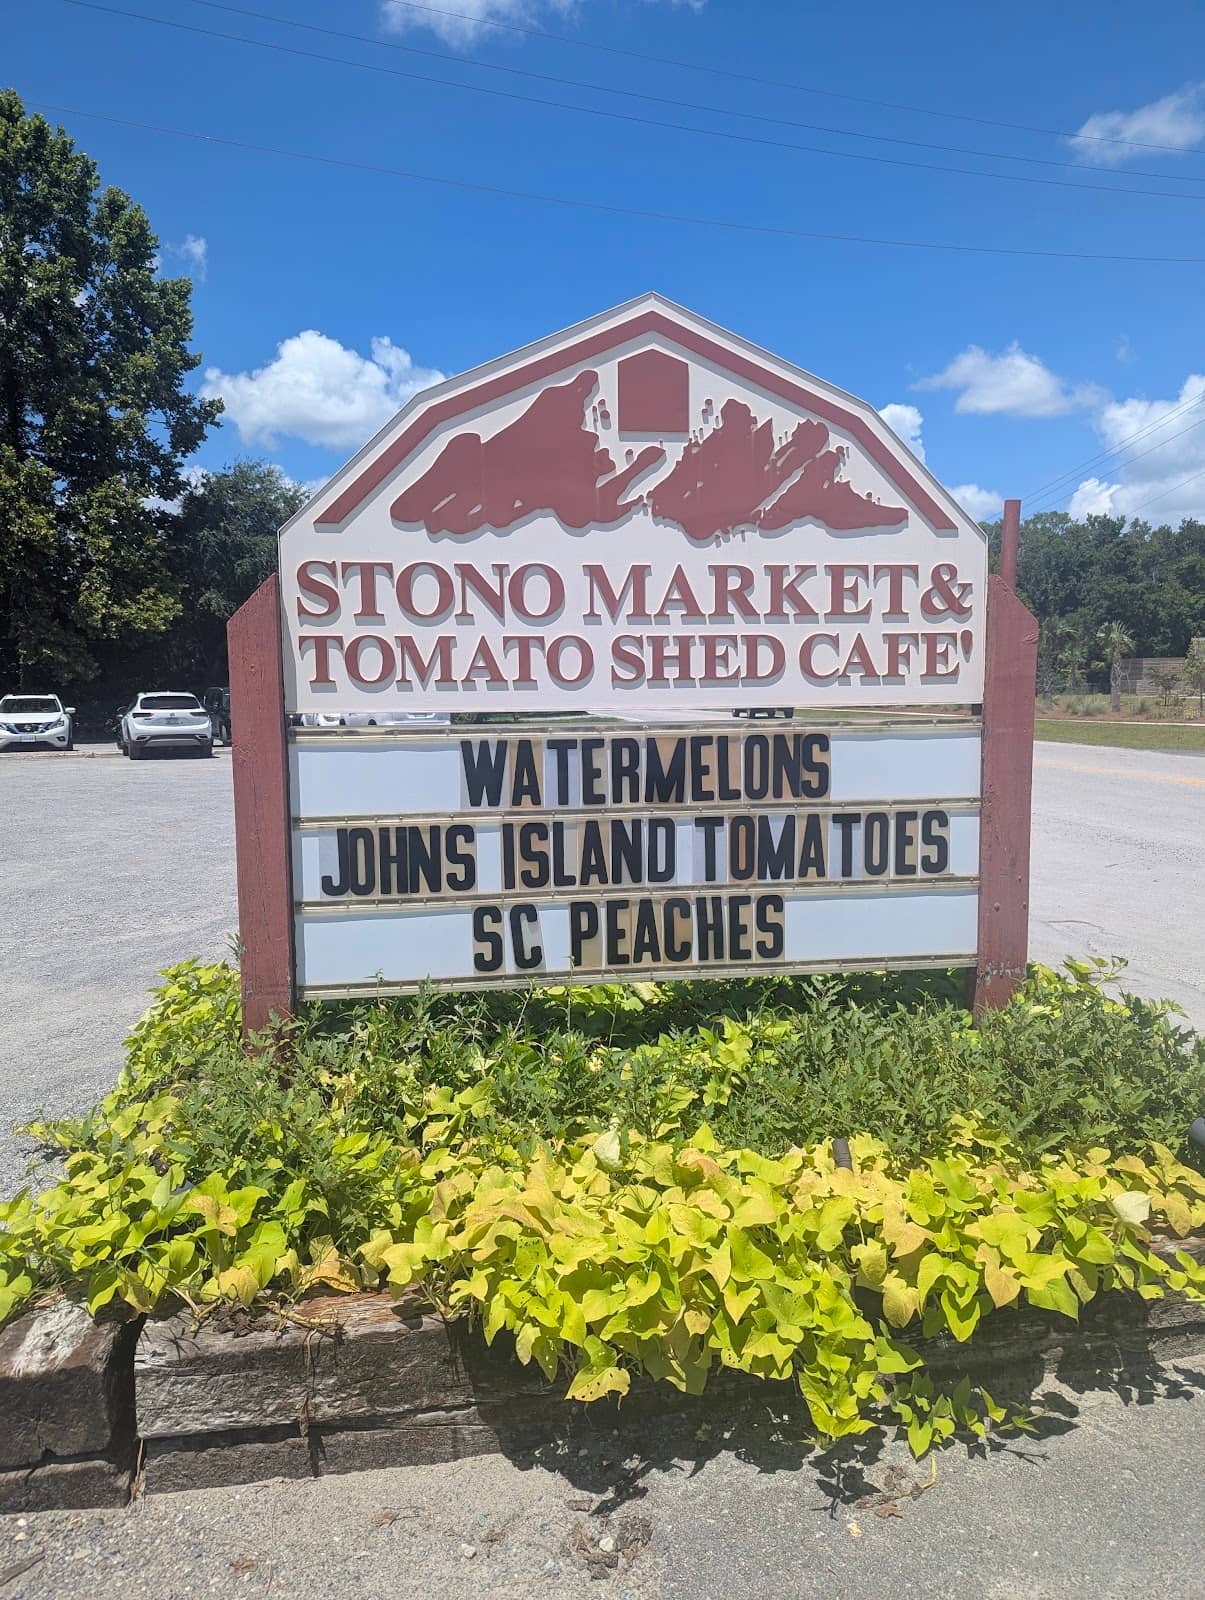 STONO MARKET &
TOMATO SHED CAFE'
WATERMELONS
JOHNS ISLAND TOMATOES
SC PEACHES